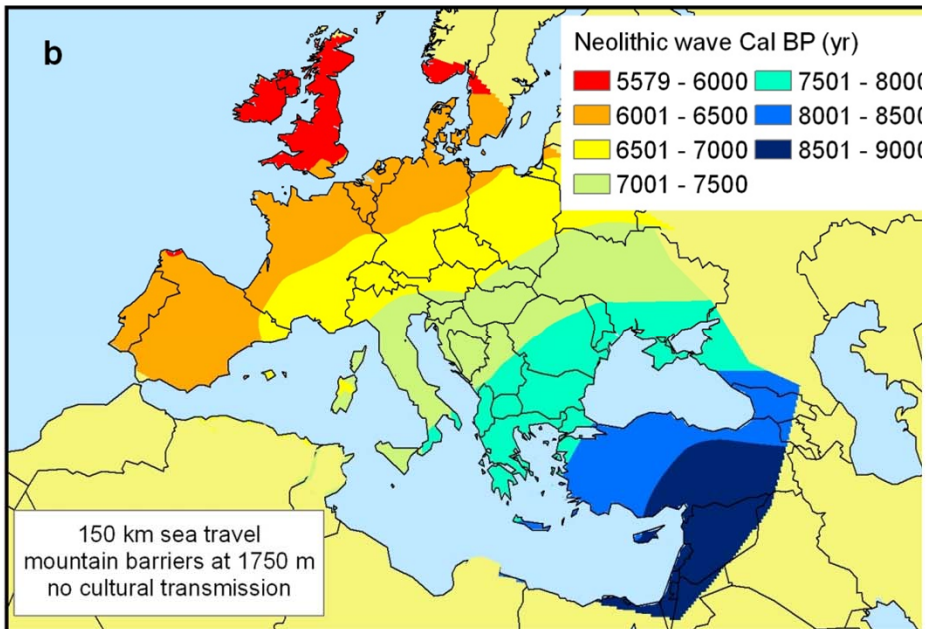 b
Neolithic wave Cal BP (yr)
5579 - 6000
7501 - 8000
6001 - 6500
8001 - 8500
6501 - 7000
8501 - 9000
7001 - 7500
150 km sea travel
mountain barriers at 1750 m
no cultural transmission